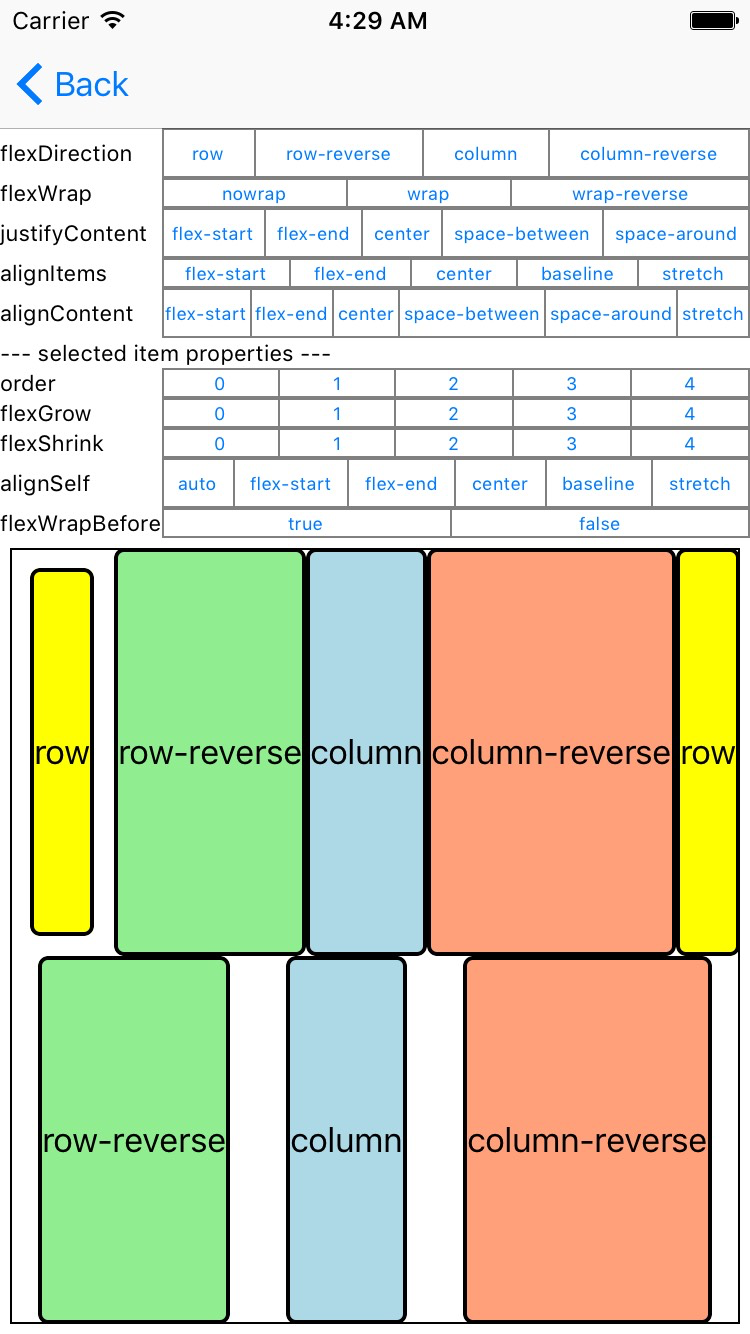 Carrier 4:29 AM
Back
flexDirection row row-reverse column column-reverse
flexWrap nowrap wrap wrap-reverse
justifyContent flex-start flex-end center space-between space-around
alignItems flex-start flex-end center baseline stretch
alignContent flex-start flex-end center space-between space-around stretch
--- selected item properties ---
order 0 1 2 3 4
flexGrow 0 1 2 3 4
flexShrink 0 1 2 3 4
alignSelf auto flex-start flex-end center baseline stretch
flexWrapBefore true false
row row-reverse column column-reverse row
row-reverse column column-reverse